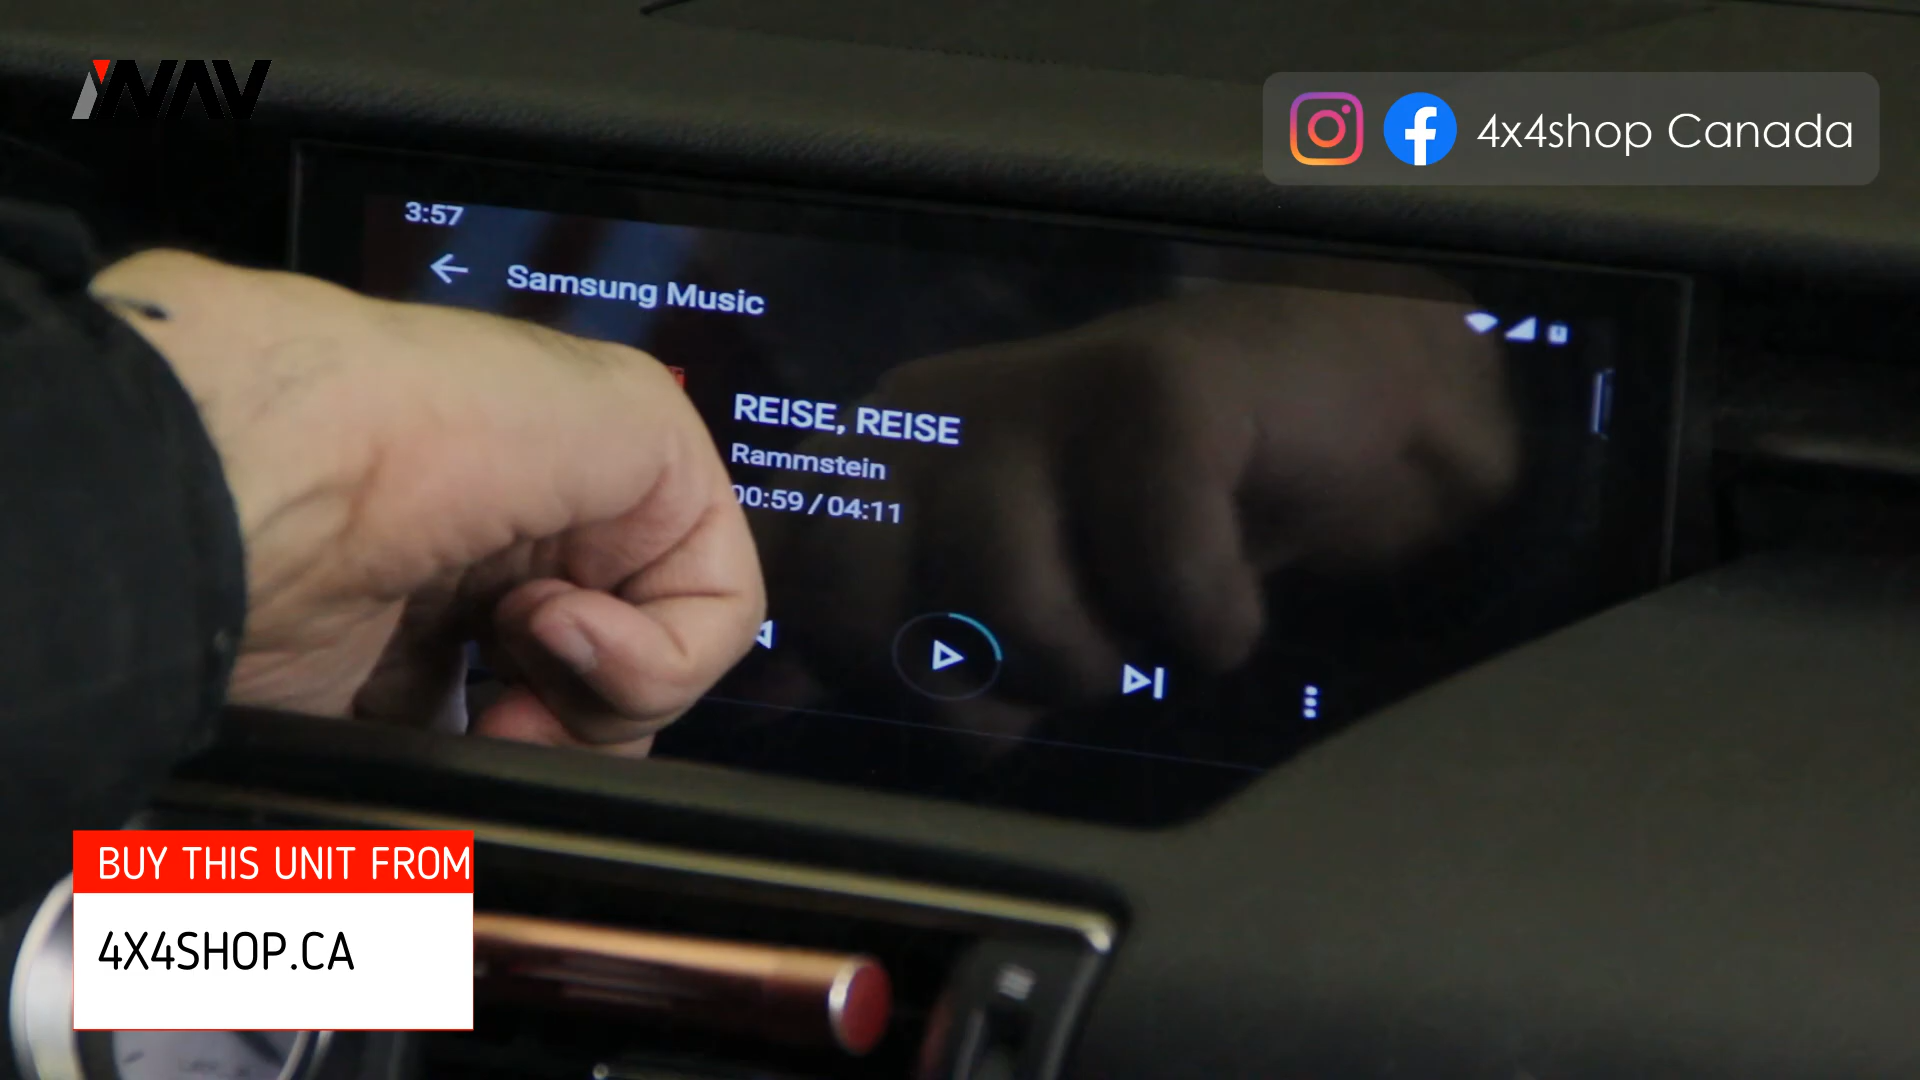 NAV
4x4shop Canada
3:57
Samsung Music
REISE, REISE
Rammstein
00:59 / 04:11
BUY THIS UNIT FROM
4X4SHOP.CA